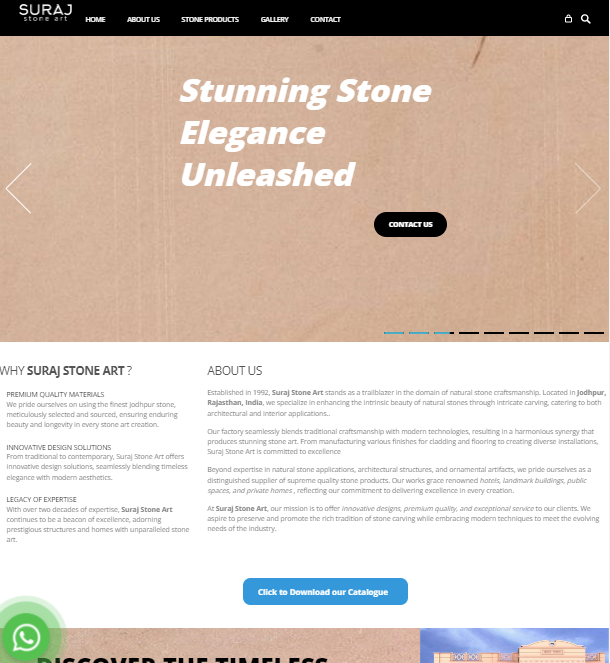 SURAJ
stone art
HOME ABOUT US STONE PRODUCTS GALLERY CONTACT
Stunning Stone
Elegance
Unleashed
CONTACT US
WHY SURAJ STONE ART ?
PREMIUM QUALITY MATERIALS
We pride ourselves on using the finest Jodhpur stone,
meticulously selected and sourced, ensuring enduring
beauty and longevity in every stone art creation.
INNOVATIVE DESIGN SOLUTIONS
From traditional to contemporary, Suraj Stone Art offers
innovative design solutions, seamlessly blending timeless
elegance with modern aesthetics.
LEGACY OF EXPERTISE
With over two decades of expertise, Suraj Stone Art
continues to be a beacon of excellence, adorning
prestigious structures and homes with unparalleled stone
art.
ABOUT US
Established in 1992, Suraj Stone Art stands as a trailblazer in the domain of natural stone craftsmanship. Located in Jodhpur,
Rajasthan, India, we specialize in enhancing the intrinsic beauty of natural stones through intricate carving, catering to both
architectural and interior applications..
Our factory seamlessly blends traditional craftsmanship with modern technologies, resulting in a harmonious synergy that
produces stunning stone art. From manufacturing various finishes for cladding and flooring to creating diverse installations,
Suraj Stone Art is committed to excellence
Beyond expertise in natural stone applications, architectural structures, and ornamental artifacts, we pride ourselves as a
distinguished supplier of supreme quality stone products. Our works grace renowned hotels, landmark buildings, public
spaces, and private homes , reflecting our commitment to delivering excellence in every creation.
At Suraj Stone Art, our mission is to offer innovative designs, premium quality, and exceptional service to our clients. We
aspire to preserve and promote the rich tradition of stone carving while embracing modern techniques to meet the evolving
needs of the industry.
Click to Download our Catalogue
DISCOVER THE TIMELESS